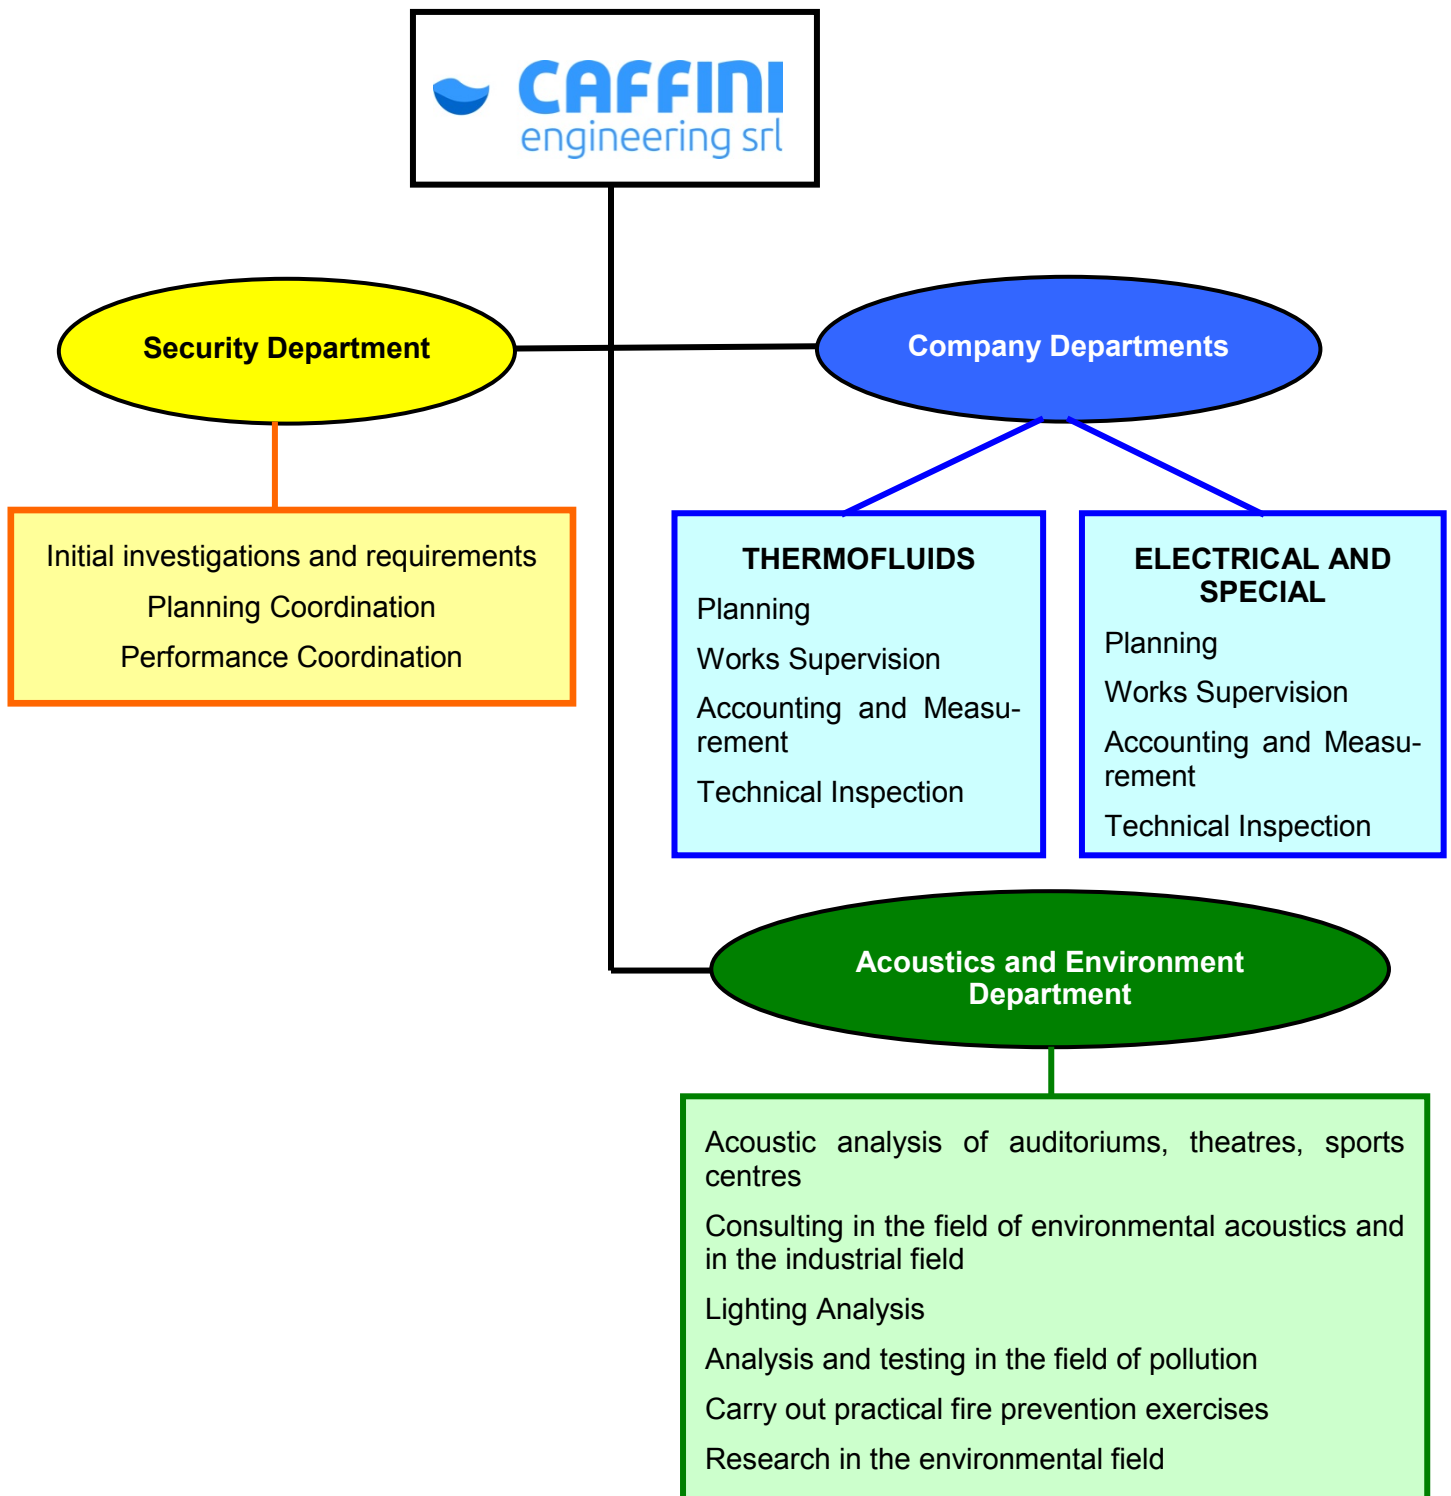 CAFFINI
engineering srl
Security Department
Company Departments
Initial investigations and requirements
Planning Coordination
Performance Coordination
THERMOFLUIDS
Planning
Works Supervision
Accounting and Measu-
rement
Technical Inspection
ELECTRICAL AND
SPECIAL
Planning
Works Supervision
Accounting and Measu-
rement
Technical Inspection
Acoustics and Environment
Department
Acoustic analysis of auditoriums, theatres, sports
centres
Consulting in the field of environmental acoustics and
in the industrial field
Lighting Analysis
Analysis and testing in the field of pollution
Carry out practical fire prevention exercises
Research in the environmental field